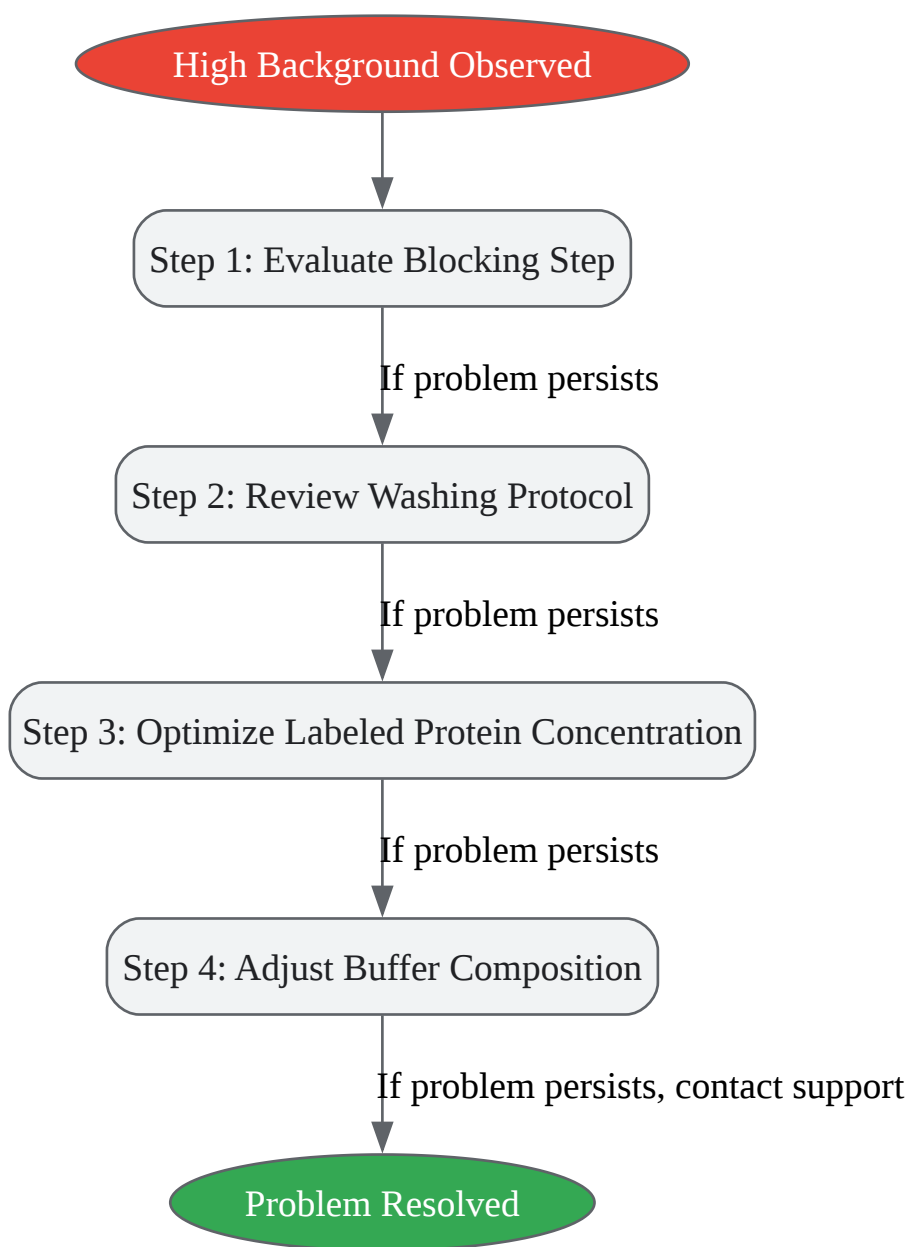 High Background Observed
Step 1: Evaluate Blocking Step
If problem persists
Step 2: Review Washing Protocol
If problem persists
Step 3: Optimize Labeled Protein Concentration
If problem persists
Step 4: Adjust Buffer Composition
If problem persists, contact support
Problem Resolved